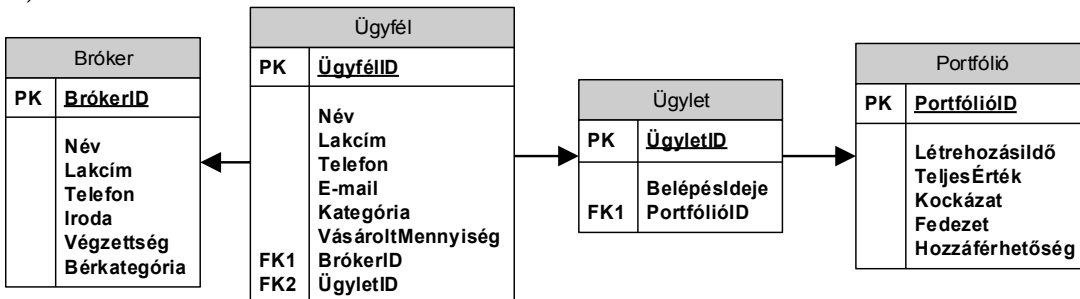 Bróker
PK BrókerID
Név
Lakcím
Telefon
Iroda
Végzettség
Bérkategória
Ügyfél
PK ÜgyfélID
Név
Lakcím
Telefon
E-mail
Kategória
VásároltMennyiség
FK1 BrókerID
FK2 ÜgyletID
Ügylet
PK ÜgyletID
BelépésIdeje
FK1 PortfólióID
Portfólió
PK PortfólióID
LétrehozásiIdő
TeljesÉrték
Kockázat
Fedezet
Hozzáférhetőség